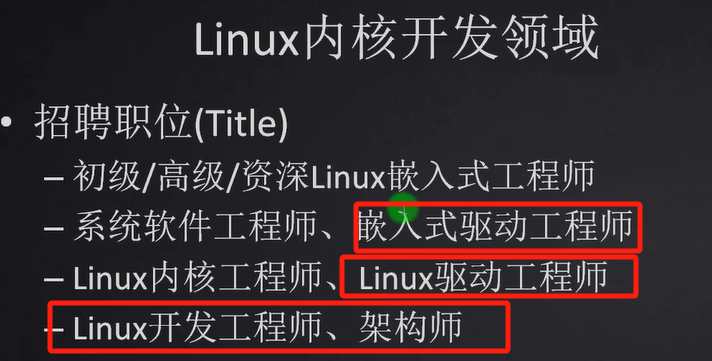 Linux内核开发领域
• 招聘职位(Title)
– 初级/高级/资深Linux嵌入式工程师
– 系统软件工程师、嵌入式驱动工程师
– Linux内核工程师、Linux驱动工程师
– Linux开发工程师、架构师